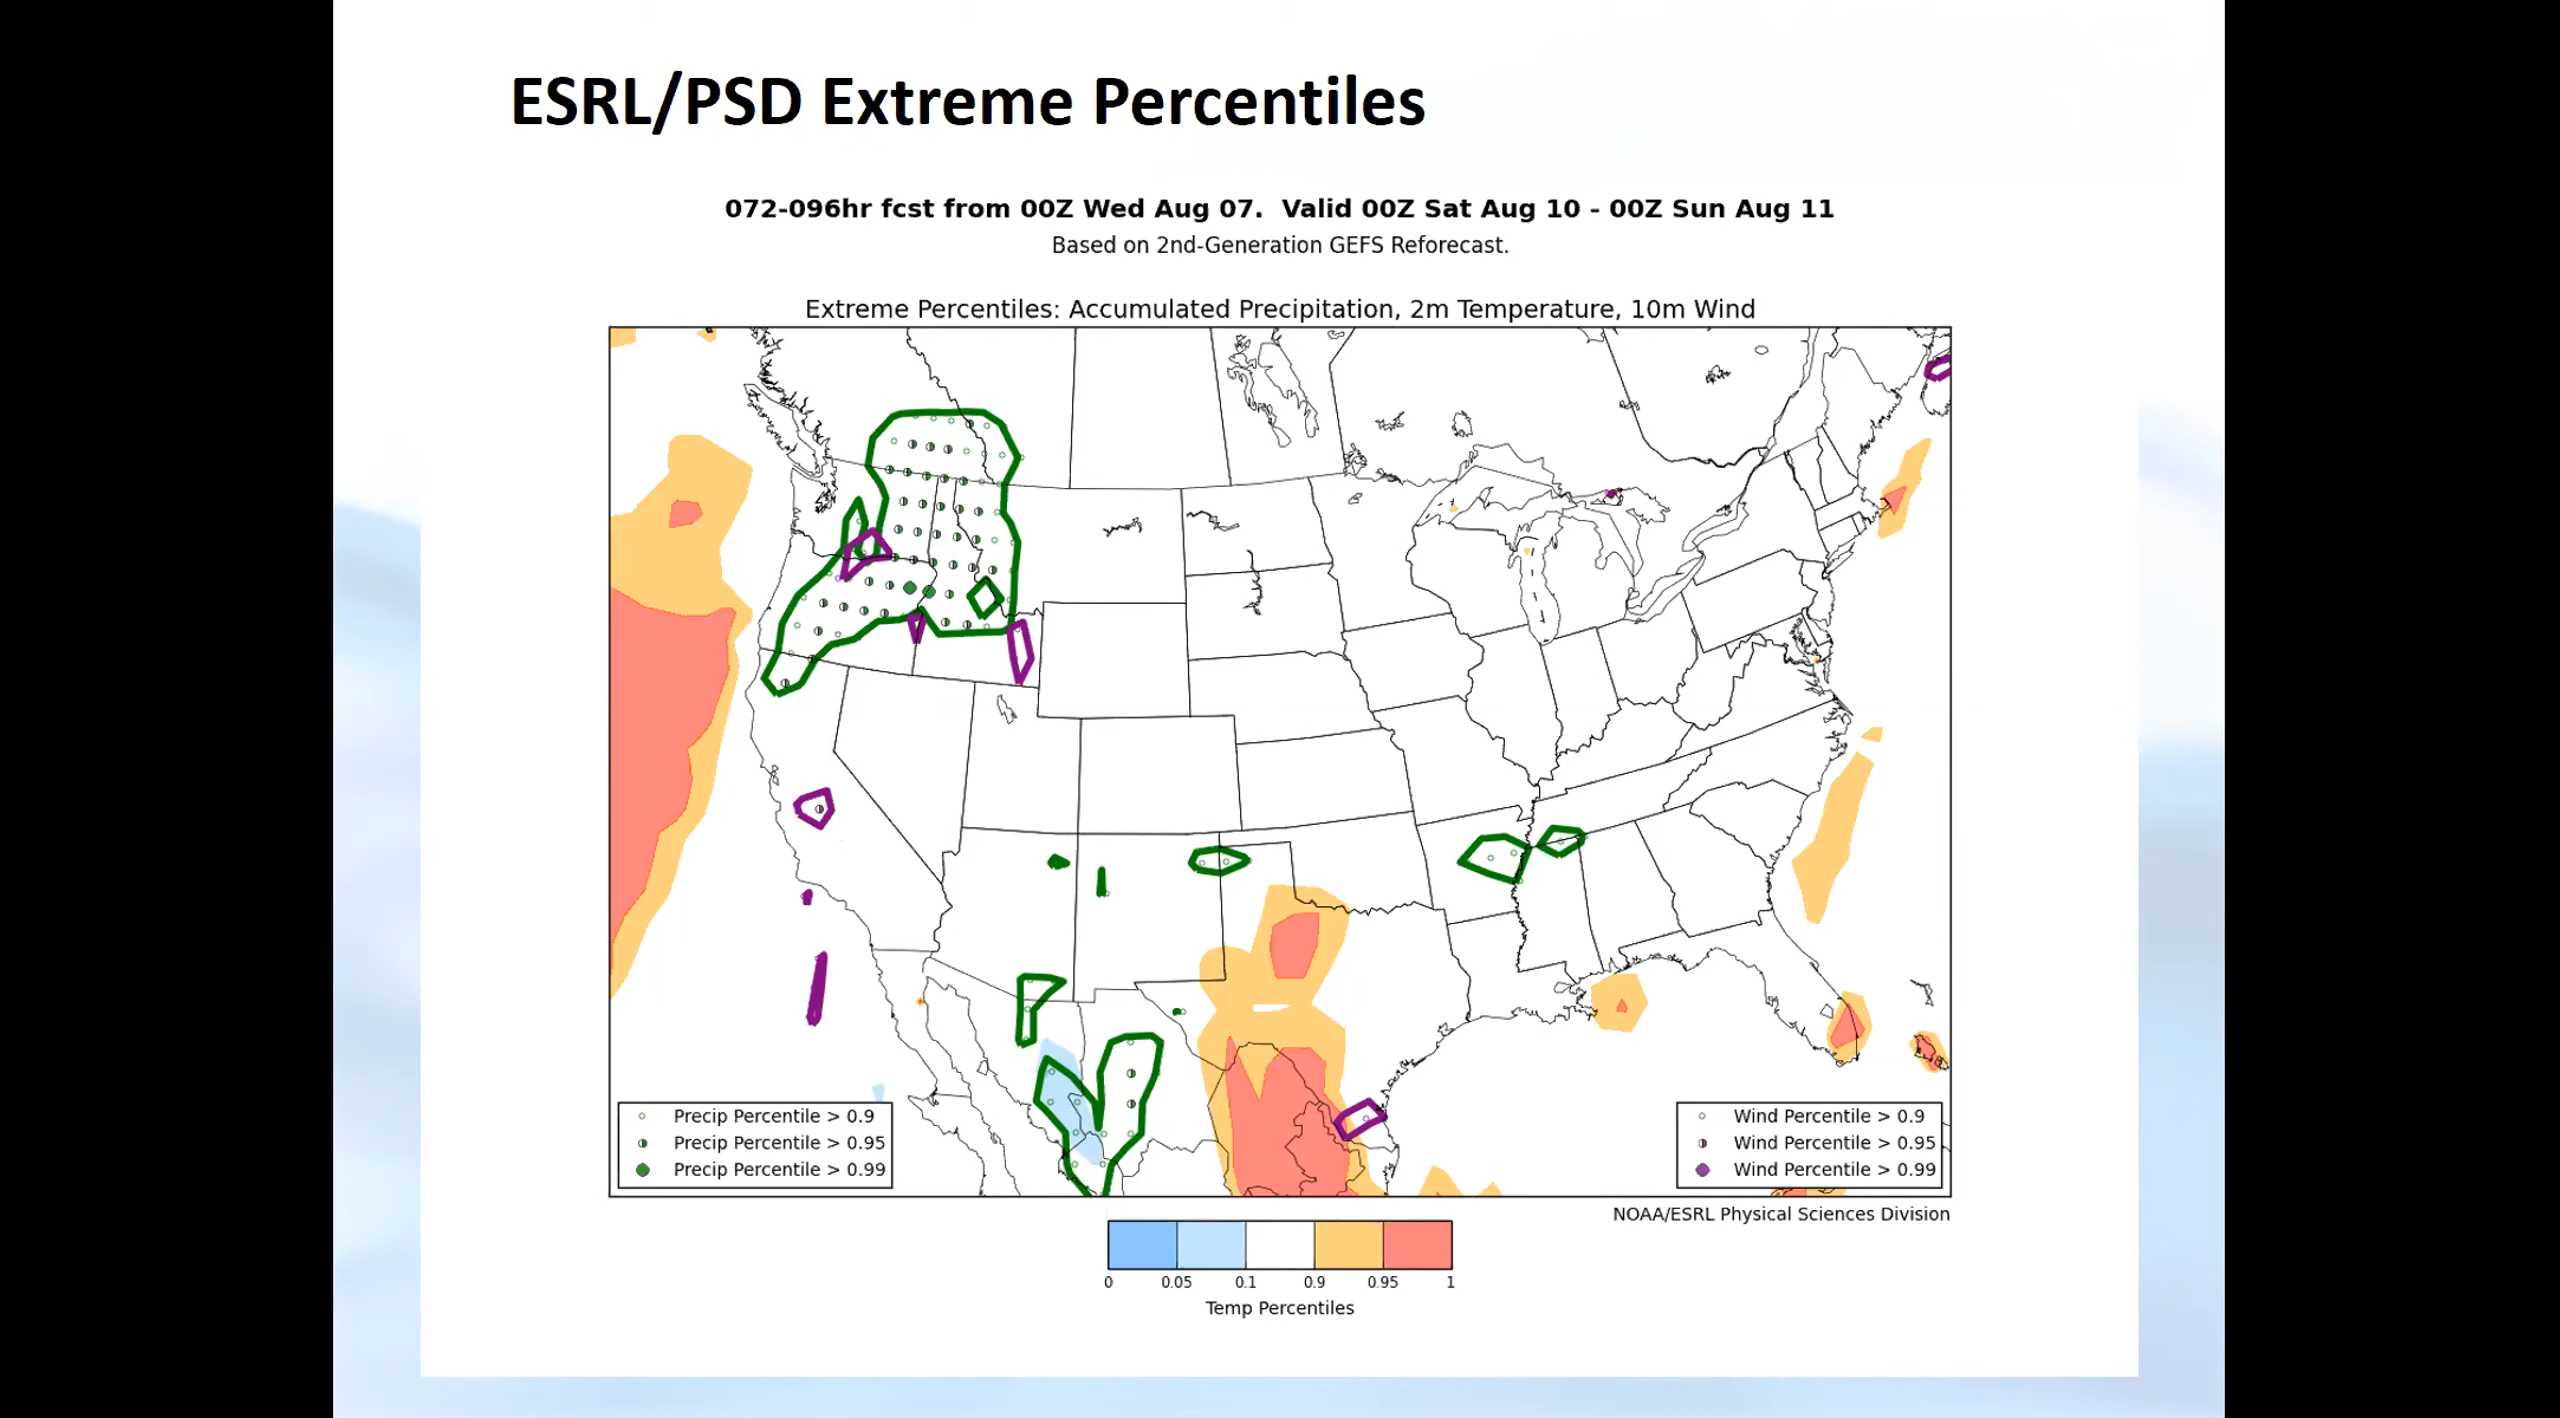 ESRL/PSD Extreme Percentiles
072-096hr fcst from 00Z Wed Aug 07.  Valid 00Z Sat Aug 10 - 00Z Sun Aug 11
Based on 2nd-Generation GEFS Reforecast.
Extreme Percentiles: Accumulated Precipitation, 2m Temperature, 10m Wind
Precip Percentile > 0.9
Precip Percentile > 0.95
Precip Percentile > 0.99
Wind Percentile > 0.9
Wind Percentile > 0.95
Wind Percentile > 0.99
NOAA/ESRL Physical Sciences Division
0 0.05 0.1 0.9 0.95 1
Temp Percentiles